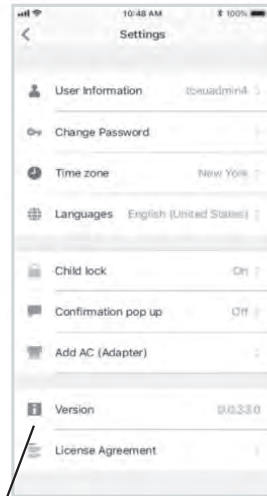 10:48 AM 100%
Settings
User Information
Change Password
Time zone New York
Languages English (United States)
Child lock On
Confirmation pop up Off
Add AC (Adapter)
Version
License Agreement